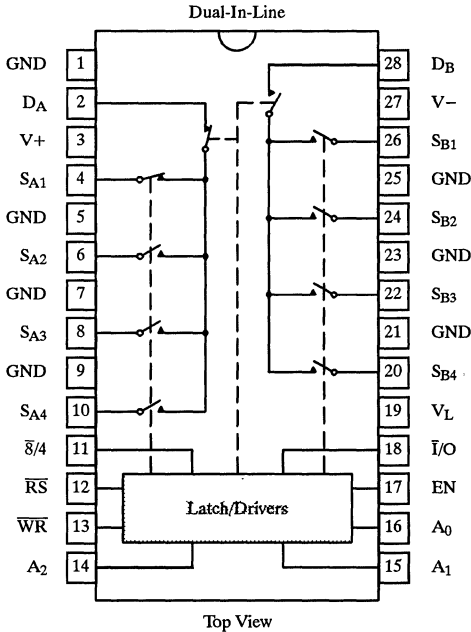 Dual-In-Line
GND 1 28 D_B
D_A 2 27 V−
V+ 3 26 S_B1
S_A1 4 25 GND
GND 5 24 S_B2
S_A2 6 23 GND
GND 7 22 S_B3
S_A3 8 21 GND
GND 9 20 S_B4
S_A4 10 19 V_L
8̅/4 11 18 I̅/O
R̅S̅ 12 17 EN
Latch/Drivers
W̅R̅ 13 16 A_0
A_2 14 15 A_1
Top View